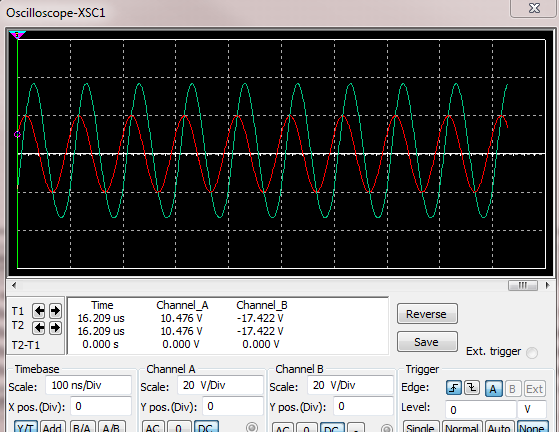 Oscilloscope-XSC1
T1
T2
T2-T1
Time Channel_A Channel_B
16.209 us 10.476 V -17.422 V
16.209 us 10.476 V -17.422 V
0.000 s 0.000 V 0.000 V
Reverse
Save
Ext. trigger
Timebase
Scale: 100 ns/Div
X pos.(Div): 0
Y/T Add B/A A/B
Channel A
Scale: 20 V/Div
Y pos.(Div): 0
AC 0 DC
Channel B
Scale: 20 V/Div
Y pos.(Div): 0
AC 0 DC -
Trigger
Edge: A B Ext
Level: 0 V
Single Normal Auto None